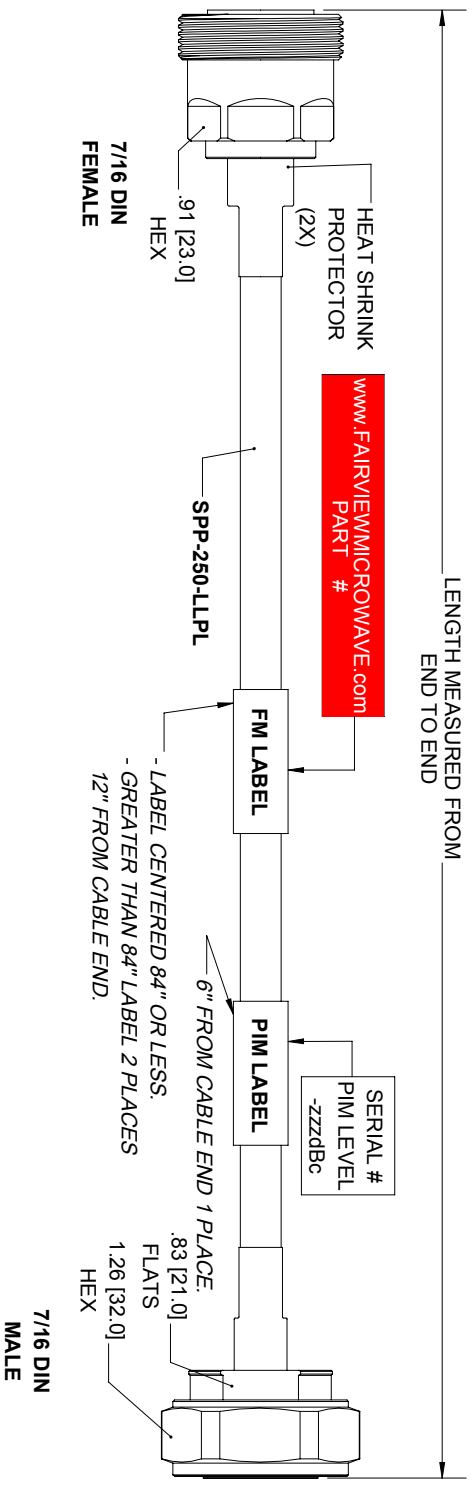 LENGTH MEASURED FROM
END TO END
HEAT SHRINK
PROTECTOR
(2X)
www.FAIRVIEWMICROWAVE.com
PART #
SERIAL #
PIM LEVEL
-zzzdBc
FM LABEL
PIM LABEL
SPP-250-LLPL
.91 [23.0]
HEX
7/16 DIN
FEMALE
- LABEL CENTERED 84" OR LESS.
- GREATER THAN 84" LABEL 2 PLACES
12" FROM CABLE END.
6" FROM CABLE END 1 PLACE.
.83 [21.0]
FLATS
1.26 [32.0]
HEX
7/16 DIN
MALE